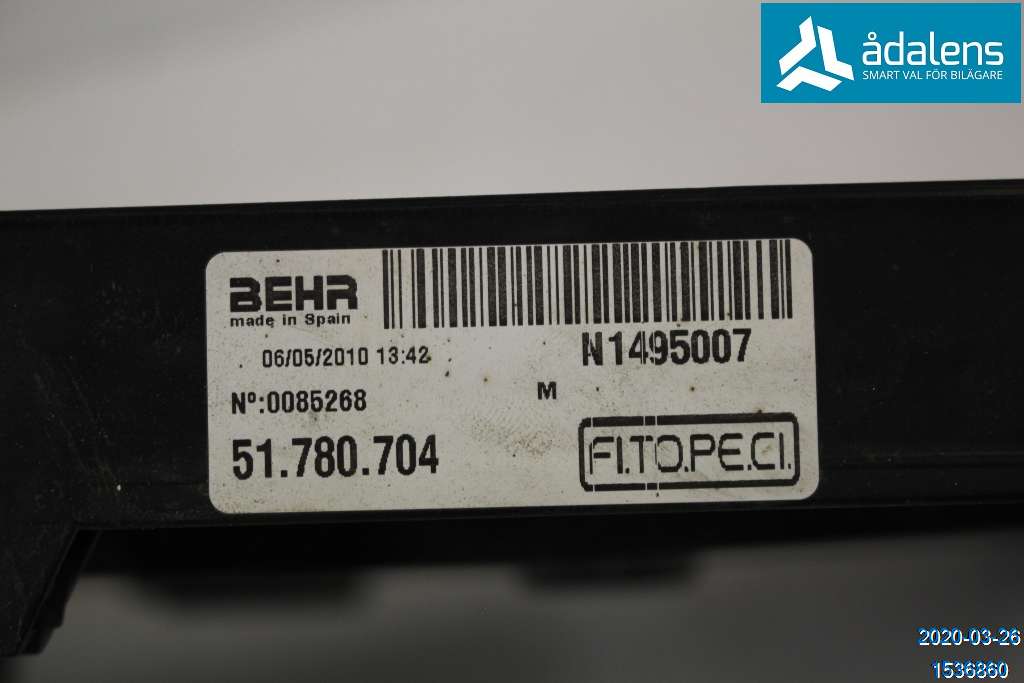 ådalens
SMART VAL FÖR BILÄGARE
BEHR
made in Spain
06/05/2010 13:42
N1495007
M
Nº:0085268
51.780.704
FI.TO.PE.CI.
2020-03-26
1536860